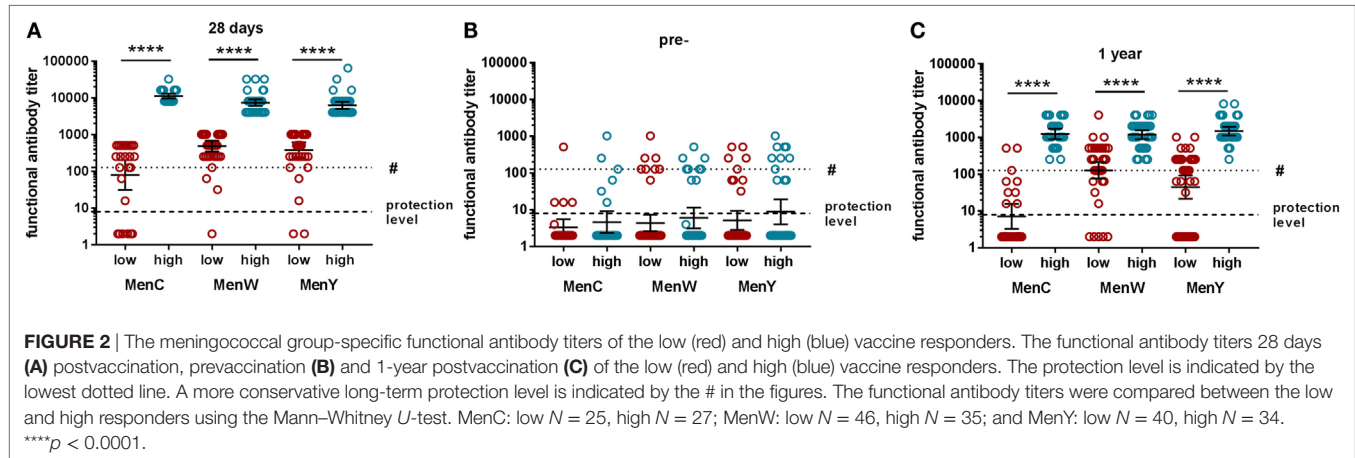 A
28 days
functional antibody titer
100000
10000
1000
100
10
1
****
****
****
#
protection
level
low high low high low high
MenC MenW MenY
B
pre-
functional antibody titer
100000
10000
1000
100
10
1
#
protection
level
low high low high low high
MenC MenW MenY
C
1 year
functional antibody titer
100000
10000
1000
100
10
1
****
****
****
#
protection
level
low high low high low high
MenC MenW MenY
FIGURE 2 | The meningococcal group-specific functional antibody titers of the low (red) and high (blue) vaccine responders. The functional antibody titers 28 days
(A) postvaccination, prevaccination (B) and 1-year postvaccination (C) of the low (red) and high (blue) vaccine responders. The protection level is indicated by the
lowest dotted line. A more conservative long-term protection level is indicated by the # in the figures. The functional antibody titers were compared between the low
and high responders using the Mann–Whitney U-test. MenC: low N = 25, high N = 27; MenW: low N = 46, high N = 35; and MenY: low N = 40, high N = 34.
****p < 0.0001.